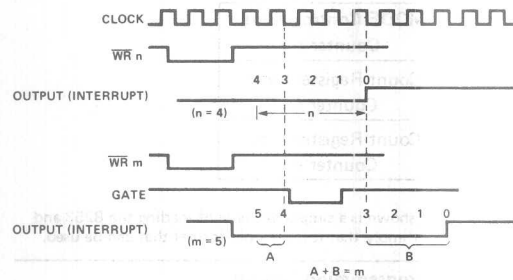 CLOCK
WR n
4 3 2 1 0
OUTPUT (INTERRUPT)
(n = 4)
n
WR m
GATE
5 4 3 2 1 0
OUTPUT (INTERRUPT)
(m = 5)
A B
A + B = m